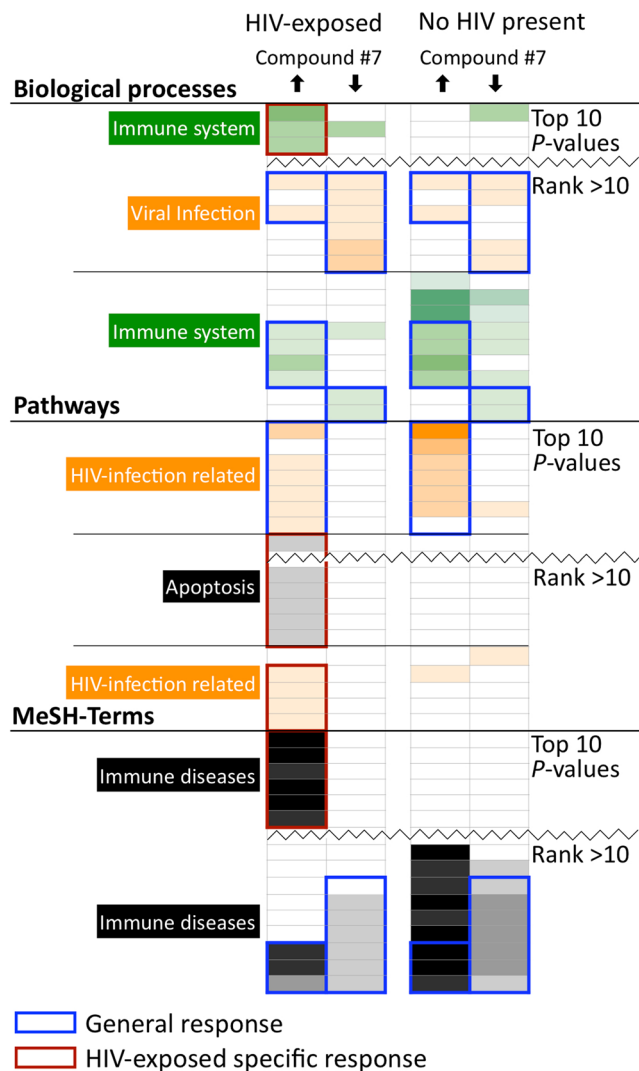 HIV-exposed No HIV present
Compound #7 Compound #7
↑ ↓ ↑ ↓
Biological processes
Immune system
Top 10
P-values
Rank >10
Viral Infection
Immune system
Pathways
Top 10
P-values
HIV-infection related
Apoptosis
Rank >10
HIV-infection related
MeSH-Terms
Top 10
P-values
Immune diseases
Rank >10
Immune diseases
General response
HIV-exposed specific response